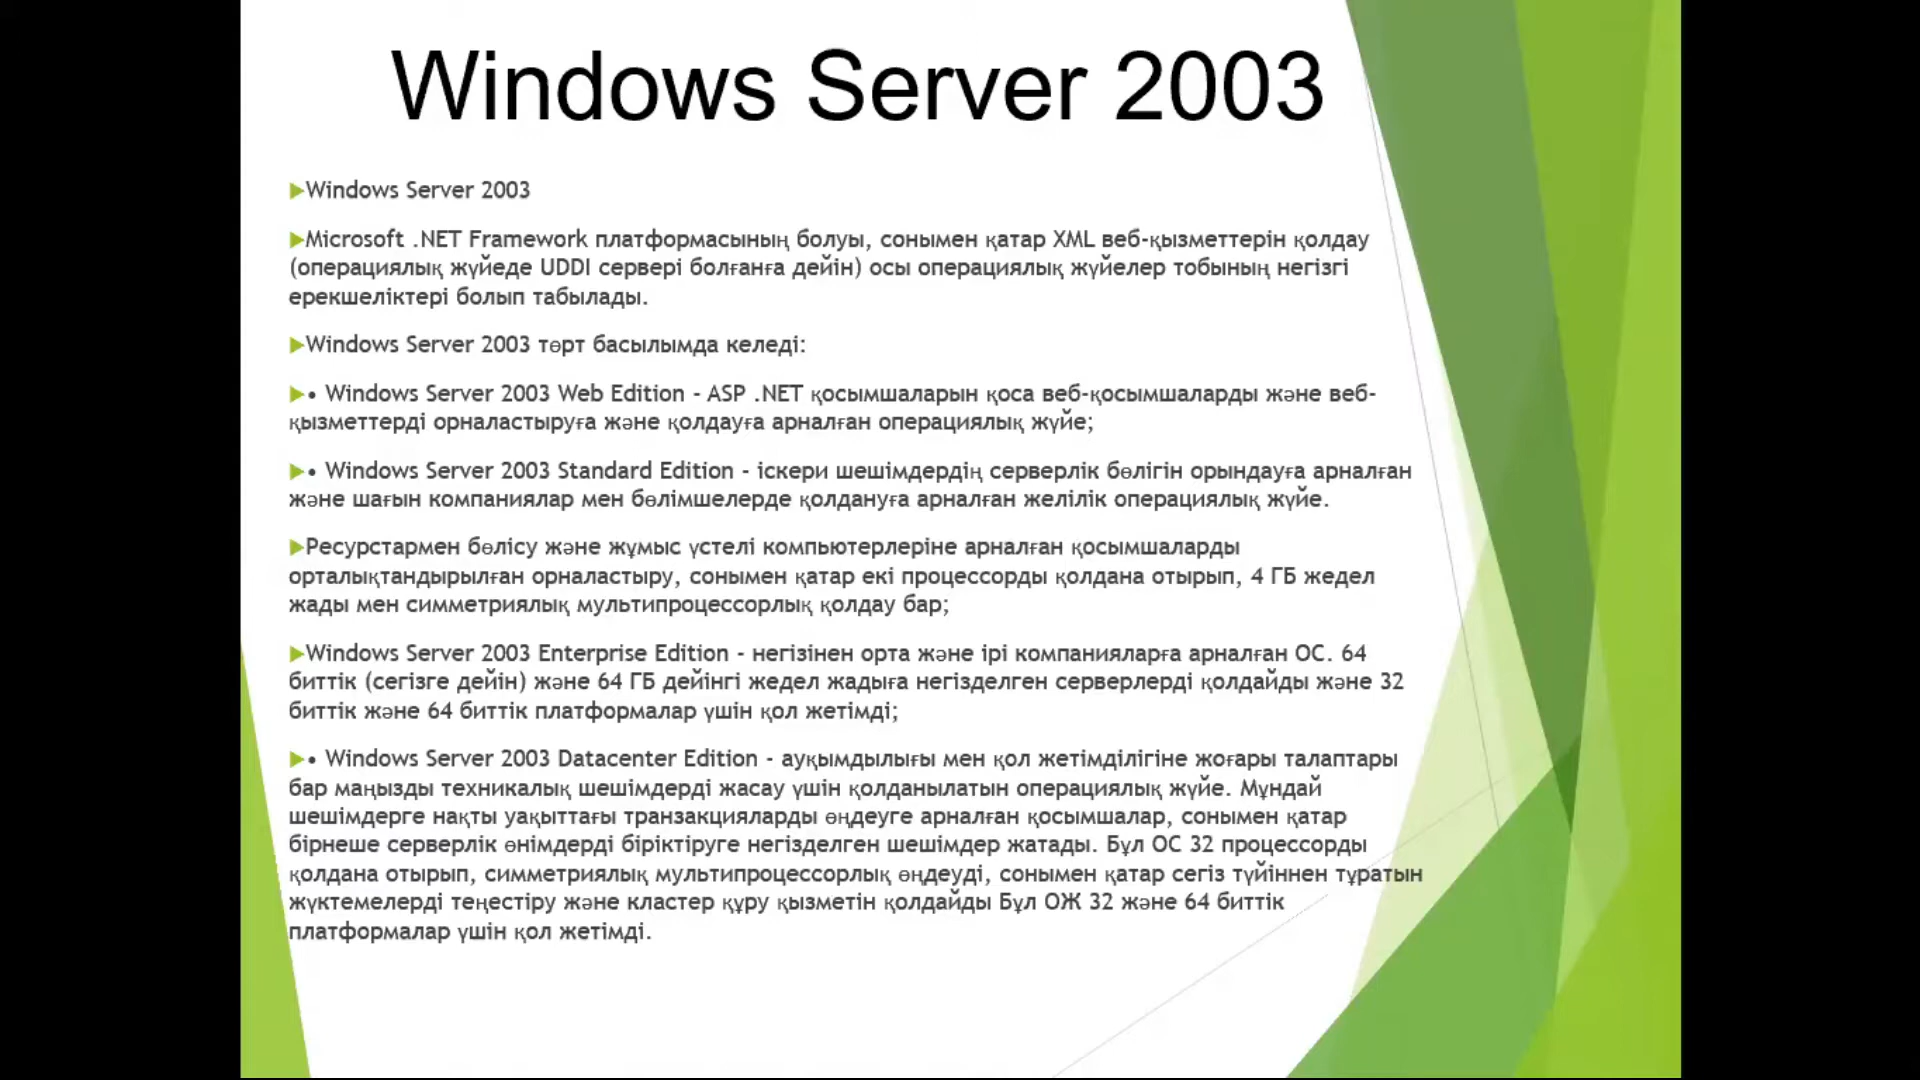 Windows Server 2003
Windows Server 2003
Microsoft .NET Framework платформасының болуы, сонымен қатар XML веб-қызметтерін қолдау
(операциялық жүйеде UDDI сервері болғанға дейін) осы операциялық жүйелер тобының негізгі
ерекшеліктері болып табылады.
Windows Server 2003 төрт басылымда келеді:
• Windows Server 2003 Web Edition - ASP .NET қосымшаларын қоса веб-қосымшаларды және веб-
қызметтерді орналастыруға және қолдауға арналған операциялық жүйе;
• Windows Server 2003 Standard Edition - іскери шешімдердің серверлік бөлігін орындауға арналған
және шағын компаниялар мен бөлімшелерде қолдануға арналған желілік операциялық жүйе.
Ресурстармен бөлісу және жұмыс үстелі компьютерлеріне арналған қосымшаларды
орталықтандырылған орналастыру, сонымен қатар екі процессорды қолдана отырып, 4 ГБ жедел
жады мен симметриялық мультипроцессорлық қолдау бар;
Windows Server 2003 Enterprise Edition - негізінен орта және ірі компанияларға арналған ОС. 64
биттік (сегізге дейін) және 64 ГБ дейінгі жедел жадыға негізделген серверлерді қолдайды және 32
биттік және 64 биттік платформалар үшін қол жетімді;
• Windows Server 2003 Datacenter Edition - ауқымдылығы мен қол жетімділігіне жоғары талаптары
бар маңызды техникалық шешімдерді жасау үшін қолданылатын операциялық жүйе. Мұндай
шешімдерге нақты уақыттағы транзакцияларды өңдеуге арналған қосымшалар, сонымен қатар
бірнеше серверлік өнімдерді біріктіруге негізделген шешімдер жатады. Бұл ОС 32 процессорды
қолдана отырып, симметриялық мультипроцессорлық өңдеуді, сонымен қатар сегіз түйіннен тұратын
жүктемелерді теңестіру және кластер құру қызметін қолдайды Бұл ОЖ 32 және 64 биттік
платформалар үшін қол жетімді.